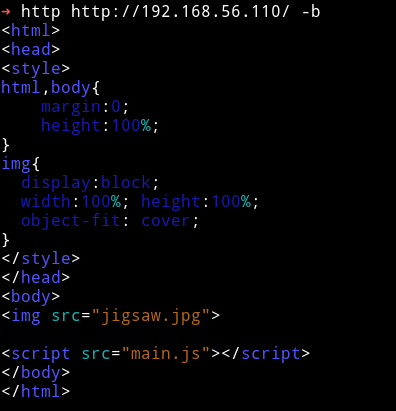 → http http://192.168.56.110/ -b
<html>
<head>
<style>
html,body{
    margin:0;
    height:100%;
}
img{
  display:block;
  width:100%; height:100%;
  object-fit: cover;
}
</style>
</head>
<body>
<img src="jigsaw.jpg">

<script src="main.js"></script>
</body>
</html>